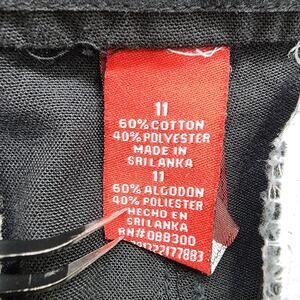 11
60% COTTON
40% POLYESTER
MADE IN
SRI LANKA
11
60% ALGODON
40% POLIESTER
HECHO EN
SRI LANKA
RN#088300